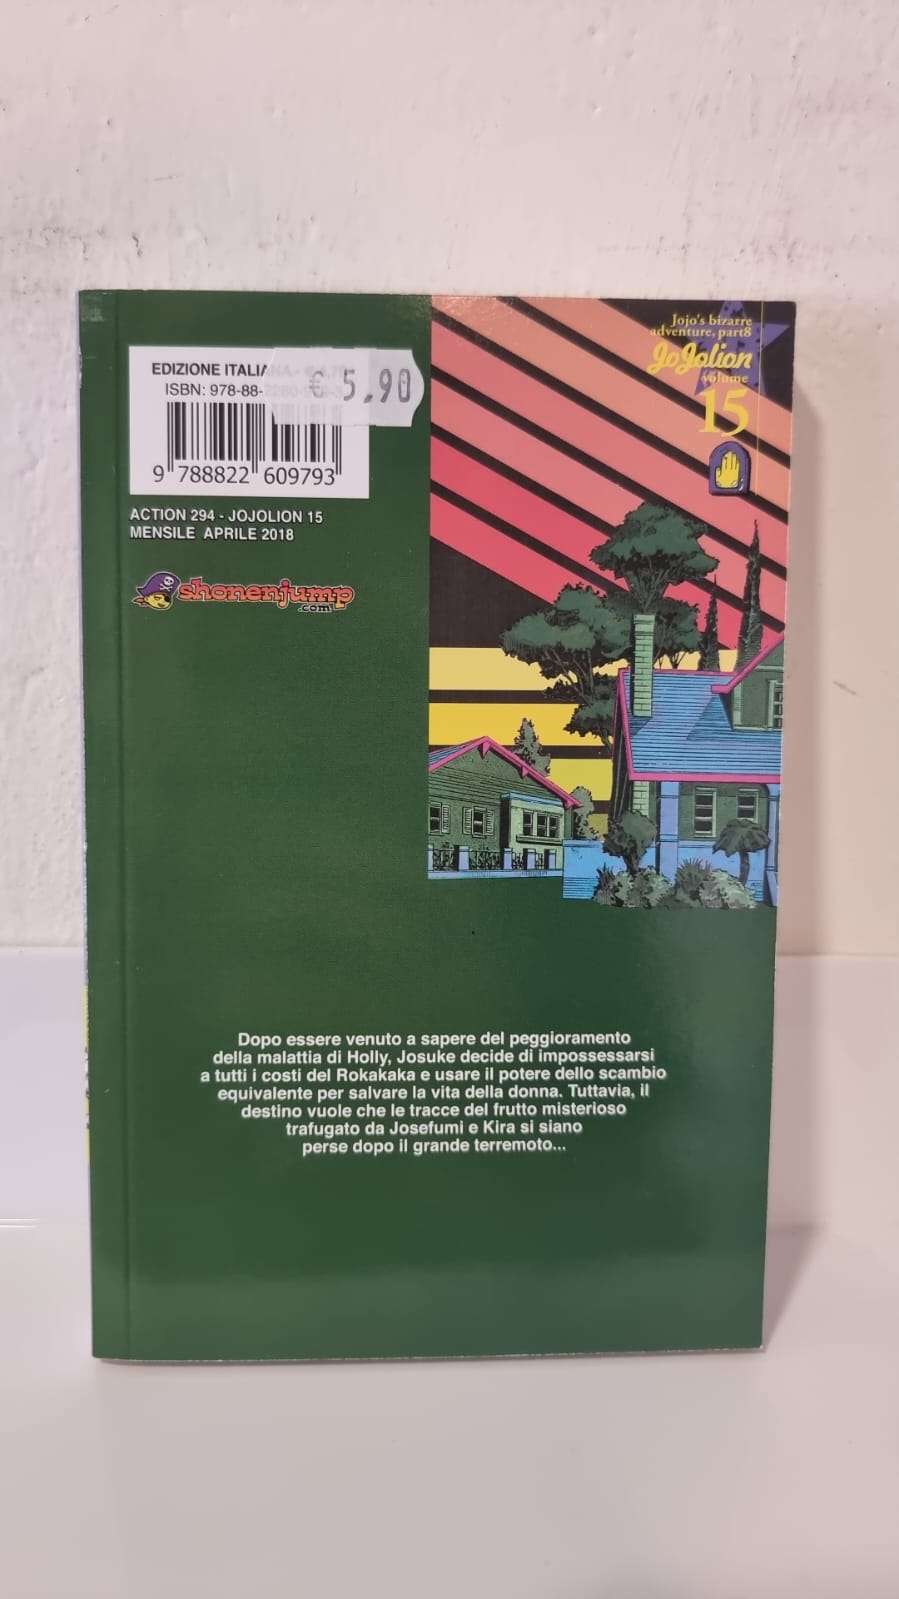 EDIZIONE ITALIANA
ISBN: 978-88-
€ 5,90
9 788822 609793
ACTION 294 - JOJOLION 15
MENSILE APRILE 2018
shonenjump
.com
Jojo's bizarre
adventure, part8
JoJolion
volume
15
Dopo essere venuto a sapere del peggioramento
della malattia di Holly, Josuke decide di impossessarsi
a tutti i costi del Rokakaka e usare il potere dello scambio
equivalente per salvare la vita della donna. Tuttavia, il
destino vuole che le tracce del frutto misterioso
trafugato da Josefumi e Kira si siano
perse dopo il grande terremoto...